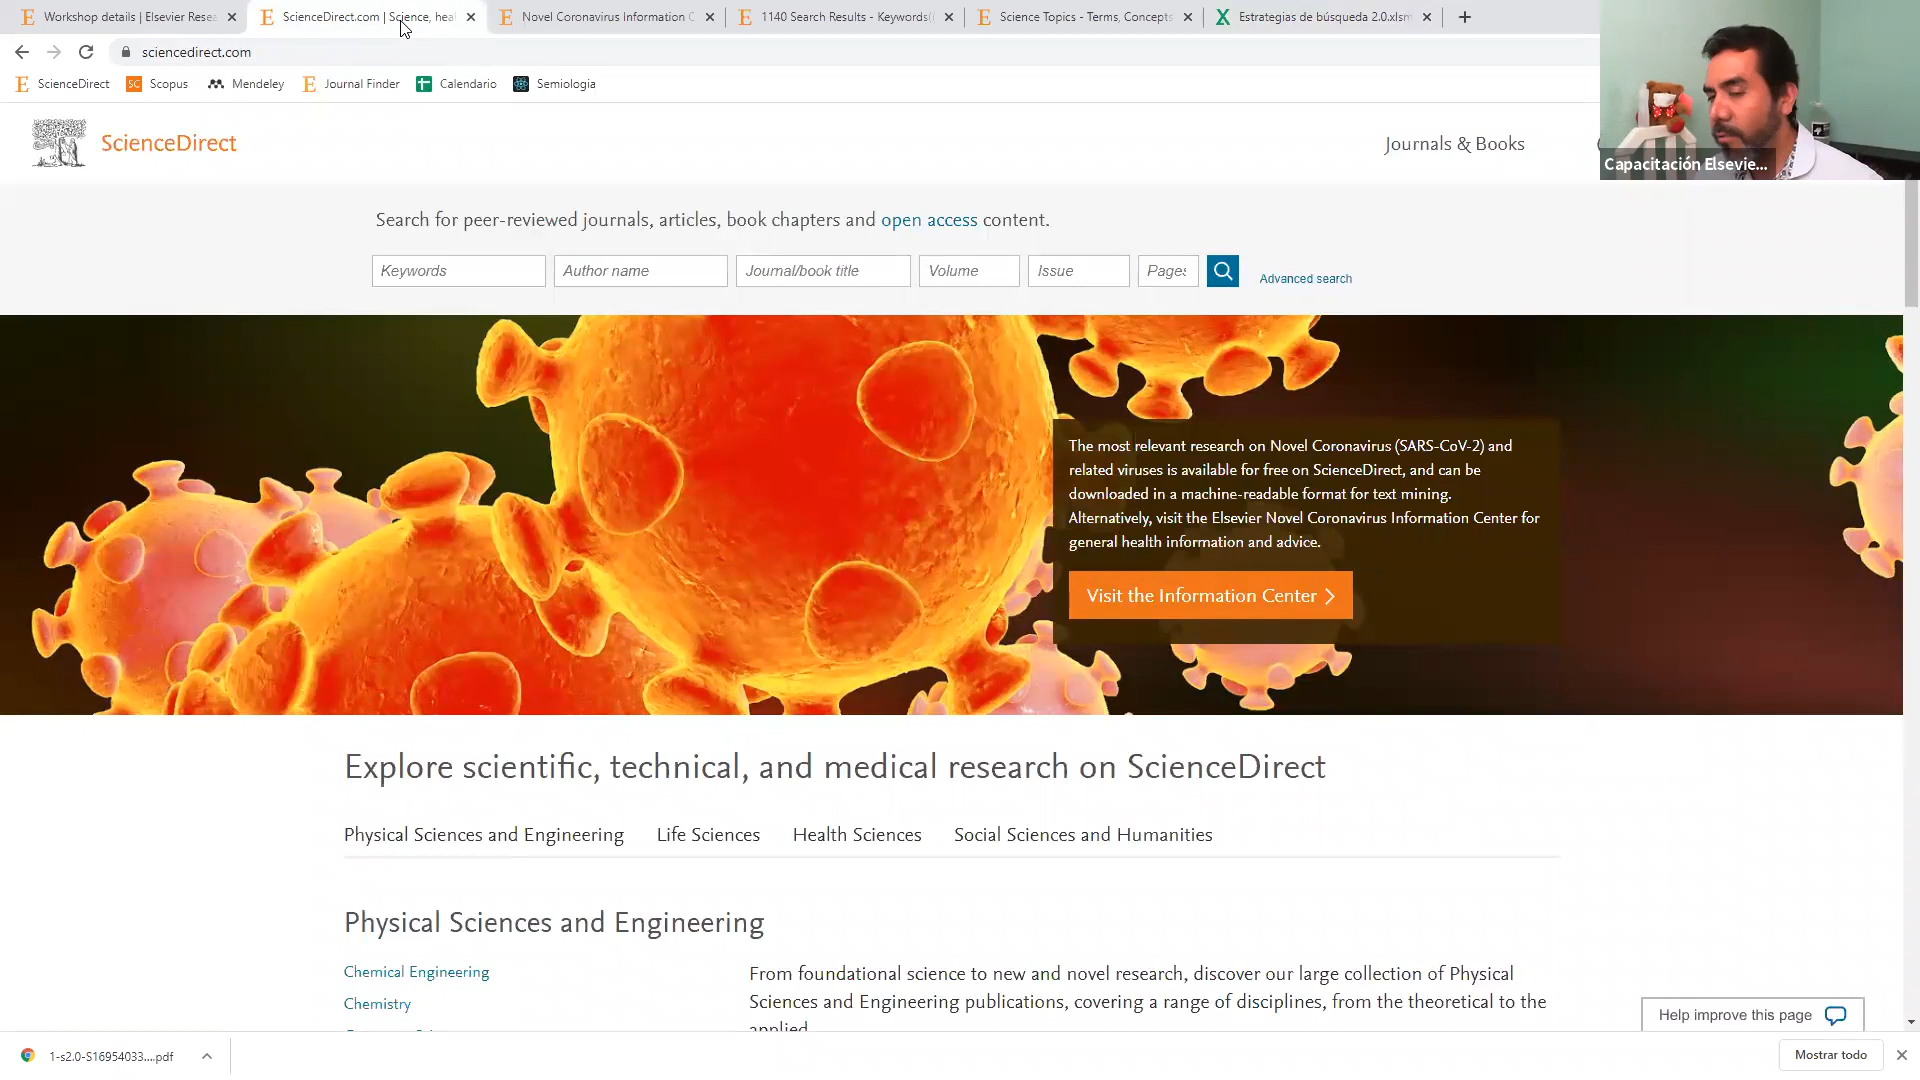 Workshop details | Elsevier Resea
ScienceDirect.com | Science, heal
Novel Coronavirus Information C
1140 Search Results - Keywords(
Science Topics - Terms, Concepts
Estrategias de búsqueda 2.0.xlsm
sciencedirect.com
ScienceDirect
Scopus
Mendeley
Journal Finder
Calendario
Semiologia
ScienceDirect
Journals & Books
Capacitación Elsevie...
Search for peer-reviewed journals, articles, book chapters and open access content.
Keywords
Author name
Journal/book title
Volume
Issue
Pages
Advanced search
The most relevant research on Novel Coronavirus (SARS-CoV-2) and
related viruses is available for free on ScienceDirect, and can be
downloaded in a machine-readable format for text mining.
Alternatively, visit the Elsevier Novel Coronavirus Information Center for
general health information and advice.
Visit the Information Center
Explore scientific, technical, and medical research on ScienceDirect
Physical Sciences and Engineering
Life Sciences
Health Sciences
Social Sciences and Humanities
Physical Sciences and Engineering
Chemical Engineering
Chemistry
From foundational science to new and novel research, discover our large collection of Physical
Sciences and Engineering publications, covering a range of disciplines, from the theoretical to the
applied
Help improve this page
1-s2.0-S16954033....pdf
Mostrar todo